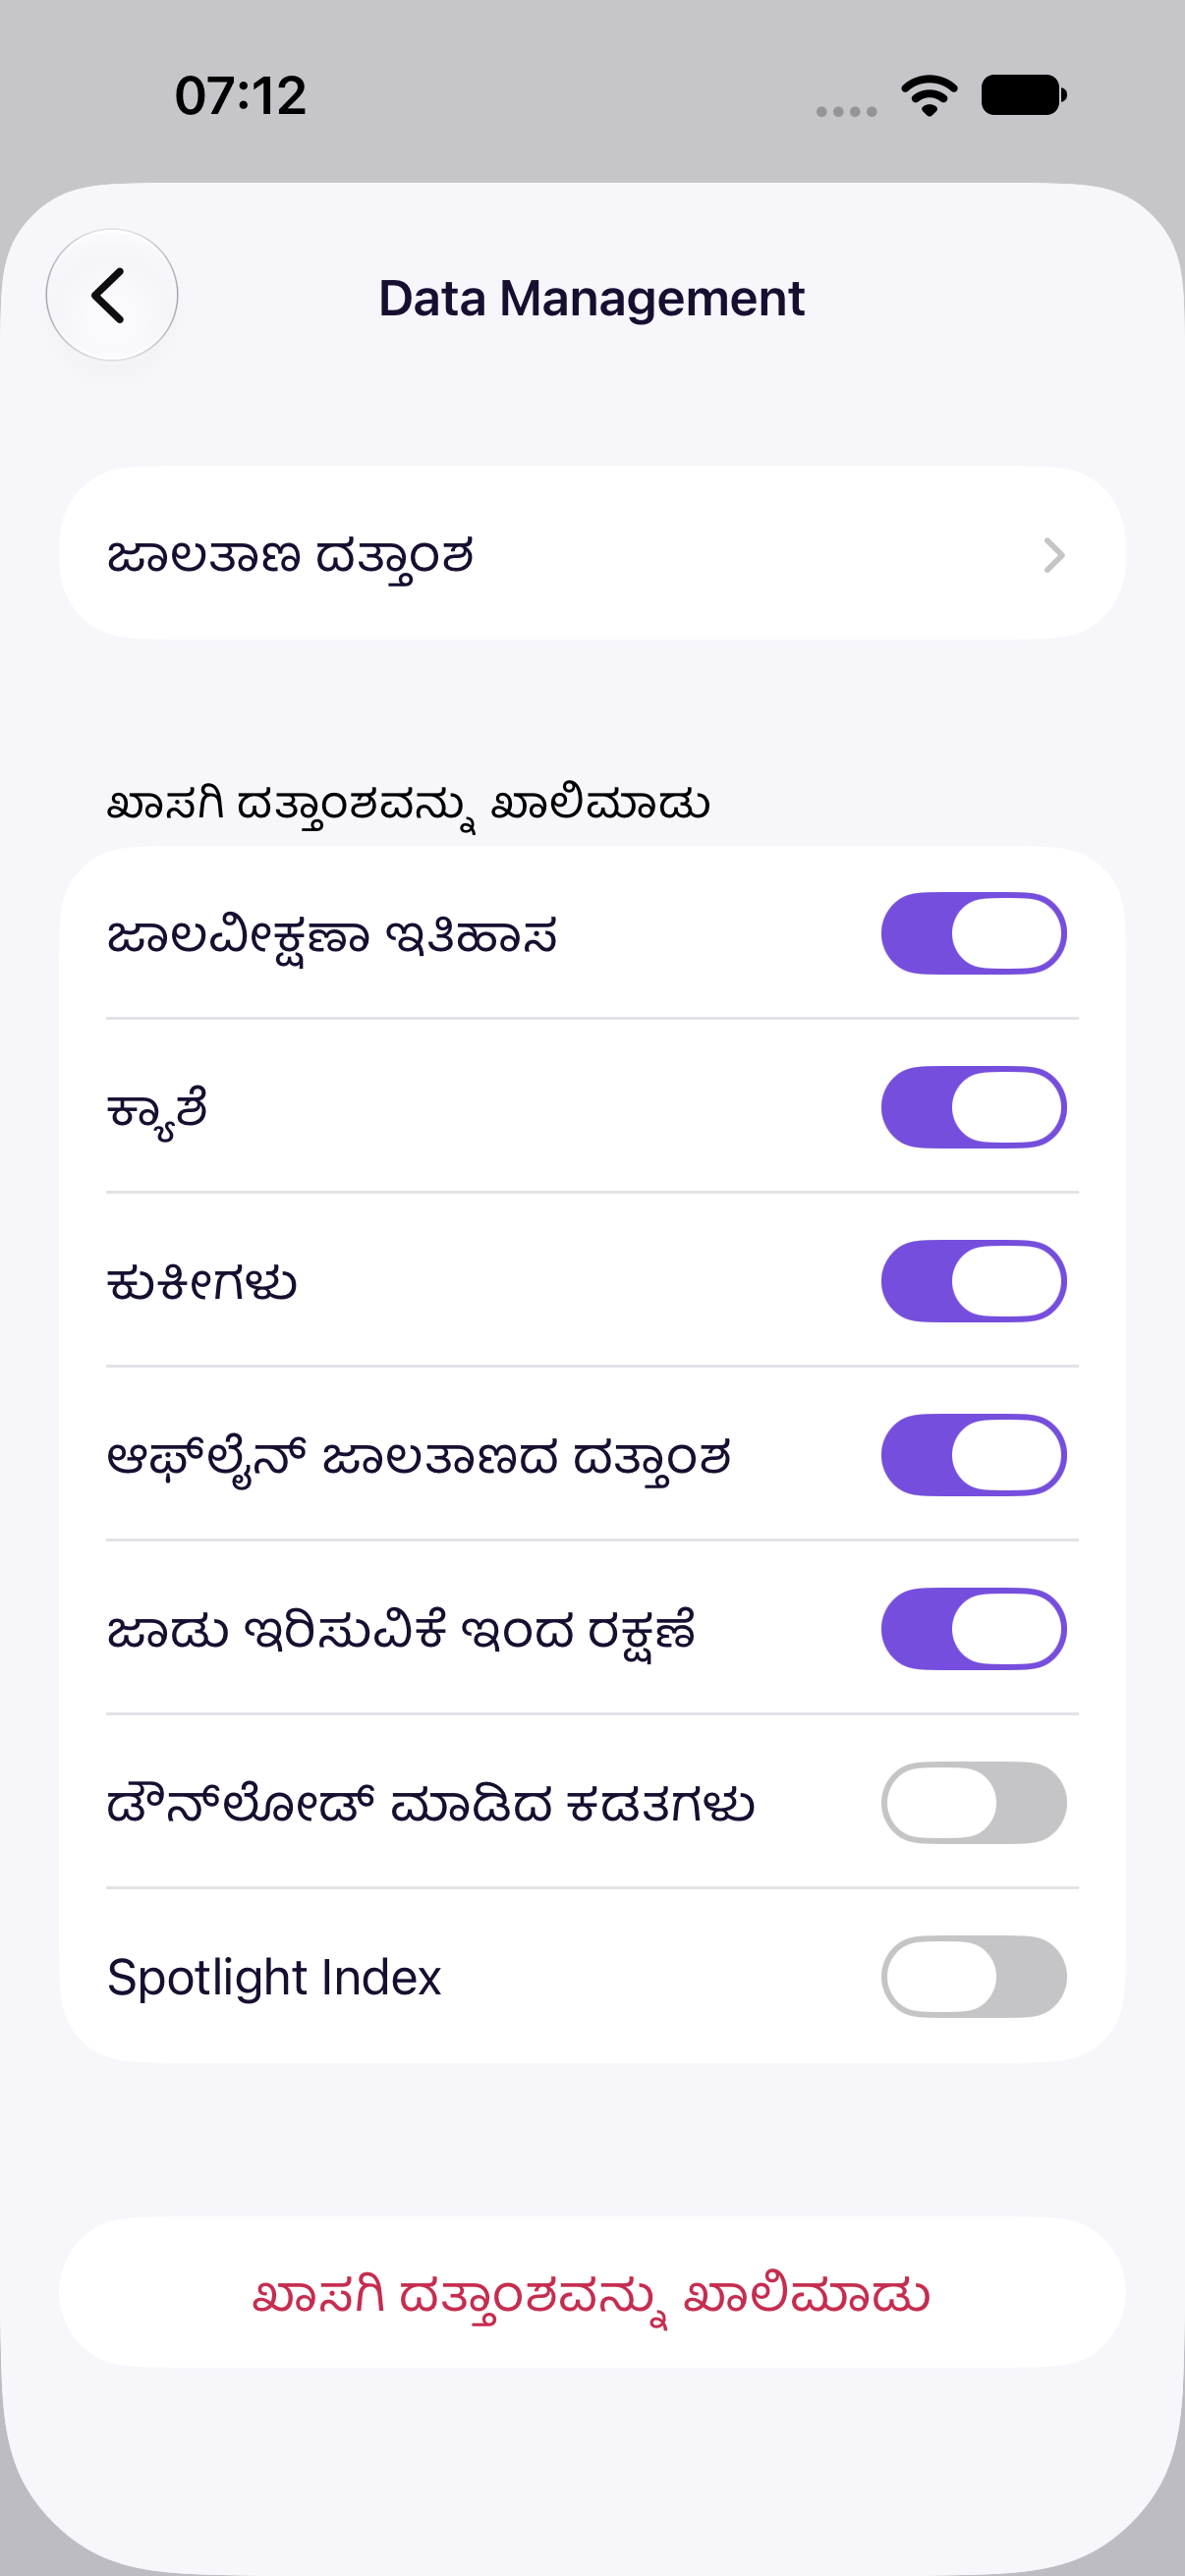 07:12
Data Management
ಜಾಲತಾಣ ದತ್ತಾಂಶ
ಖಾಸಗಿ ದತ್ತಾಂಶವನ್ನು ಖಾಲಿಮಾಡು
ಜಾಲವೀಕ್ಷಣಾ ಇತಿಹಾಸ
ಕ್ಯಾಶೆ
ಕುಕೀಗಳು
ಆಫ್‌ಲೈನ್ ಜಾಲತಾಣದ ದತ್ತಾಂಶ
ಜಾಡು ಇರಿಸುವಿಕೆ ಇಂದ ರಕ್ಷಣೆ
ಡೌನ್‌ಲೋಡ್ ಮಾಡಿದ ಕಡತಗಳು
Spotlight Index
ಖಾಸಗಿ ದತ್ತಾಂಶವನ್ನು ಖಾಲಿಮಾಡು